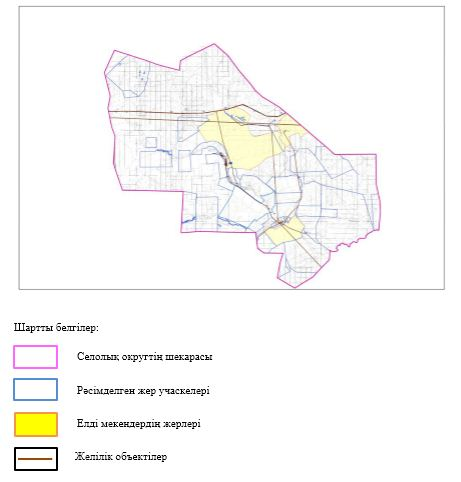 Шартты белгілер:
Селолық округтің шекарасы
Рәсімделген жер учаскелері
Елді мекендердің жерлері
Желілік объектілер